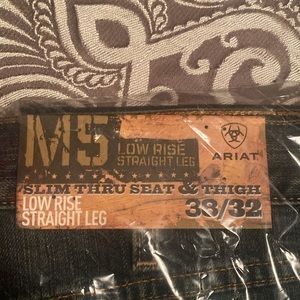 M5
LOW RISE
STRAIGHT LEG
ARIAT
SLIM THRU SEAT & THIGH
LOW RISE
STRAIGHT LEG
33/32